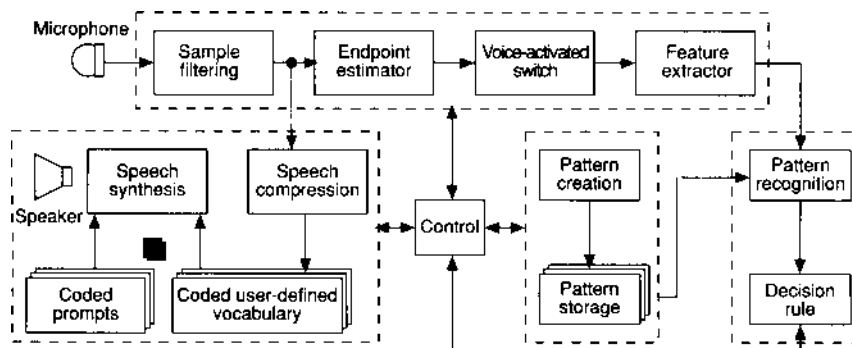 Microphone
Sample
filtering
Endpoint
estimator
Voice-activated
switch
Feature
extractor
Speaker
Speech
synthesis
Speech
compression
Control
Pattern
creation
Pattern
recognition
Coded
prompts
Coded user-defined
vocabulary
Pattern
storage
Decision
rule